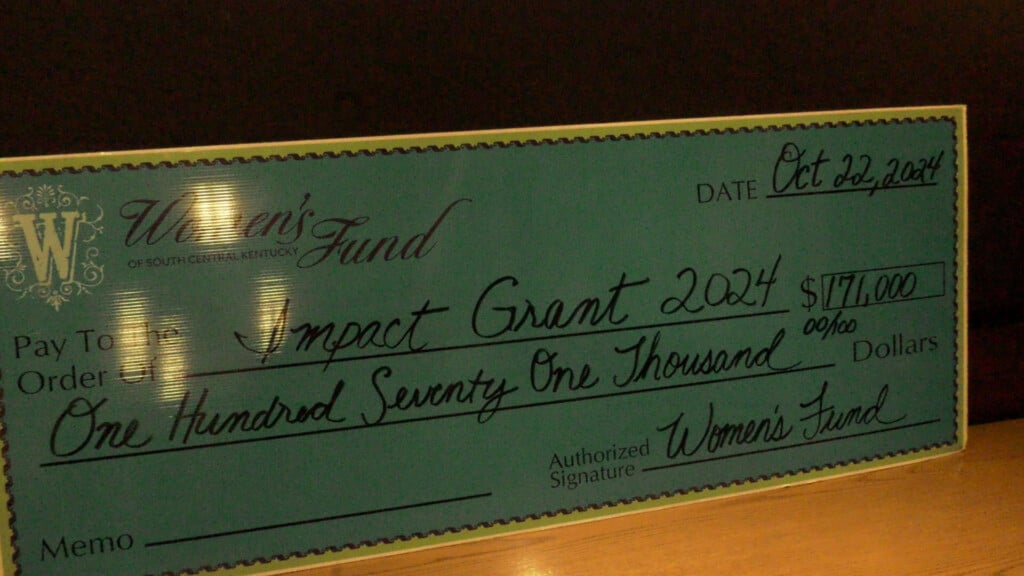 W
Women's
Fund
OF SOUTH CENTRAL KENTUCKY
DATE Oct 22, 2024
Pay To The
Order Of Impact Grant 2024 $ 171,000
One Hundred Seventy One Thousand 00/100 Dollars
Authorized
Signature Women's Fund
Memo